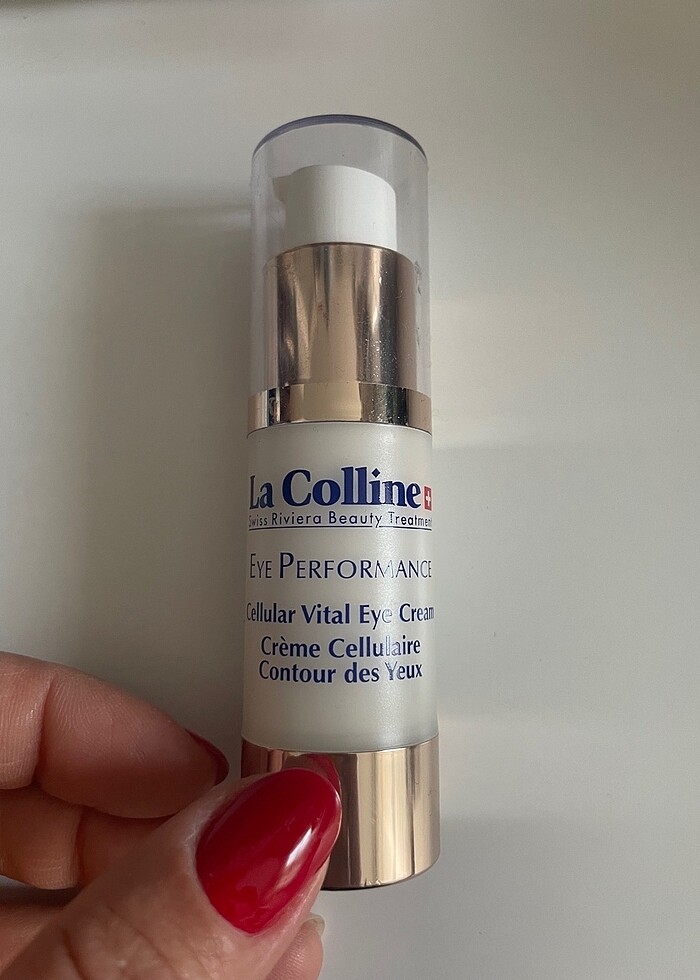 La Colline
Swiss Riviera Beauty Treatment
EYE PERFORMANCE
Cellular Vital Eye Cream
Crème Cellulaire
Contour des Yeux